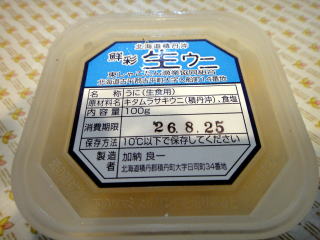 北海道積丹沖
鮮彩 生ウニ
名称 うに(生食用)
原材料名 キタムラサキウニ(積丹沖)、食塩
内容量 100g
消費期限 26.8.25
保存方法 10℃以下で保存してください
製造者 加納 良一
北海道積丹郡積丹町大字日司町34番地